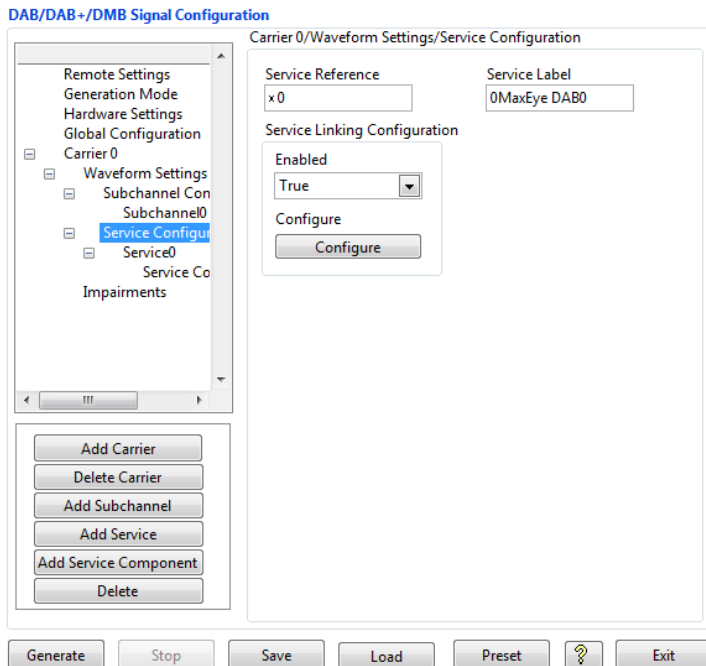 DAB/DAB+/DMB Signal Configuration
Carrier 0/Waveform Settings/Service Configuration
Remote Settings
Generation Mode
Hardware Settings
Global Configuration
Carrier 0
Waveform Settings
Subchannel Con
Subchannel0
Service Configur
Service0
Service Co
Impairments
Service Reference
Service Label
x 0
0MaxEye DAB0
Service Linking Configuration
Enabled
True
Configure
Configure
Add Carrier
Delete Carrier
Add Subchannel
Add Service
Add Service Component
Delete
Generate
Stop
Save
Load
Preset
?
Exit